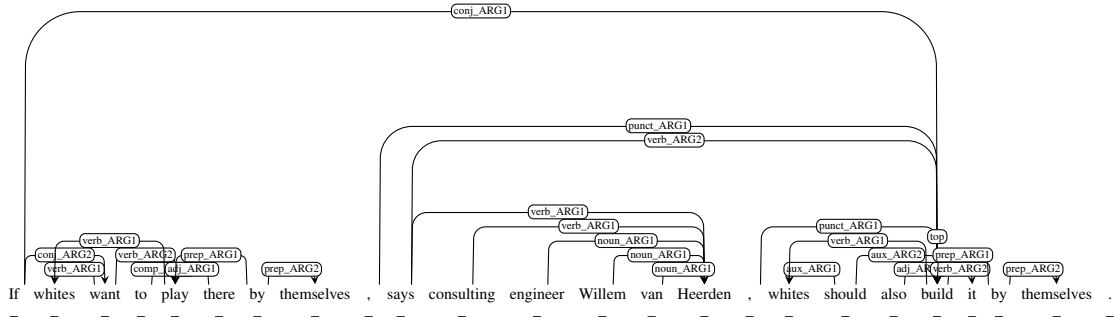 conj_ARG1
punct_ARG1
verb_ARG2
verb_ARG1
verb_ARG1 punct_ARG1
verb_ARG1 noun_ARG1 verb_ARG1 top
conj_ARG2 verb_ARG2 prep_ARG1 noun_ARG1 aux_ARG2 prep_ARG1
verb_ARG1 comp_ adj_ARG1 prep_ARG2 noun_ARG1 aux_ARG1 adj_AR verb_ARG2 prep_ARG2
If whites want to play there by themselves , says consulting engineer Willem van Heerden , whites should also build it by themselves .